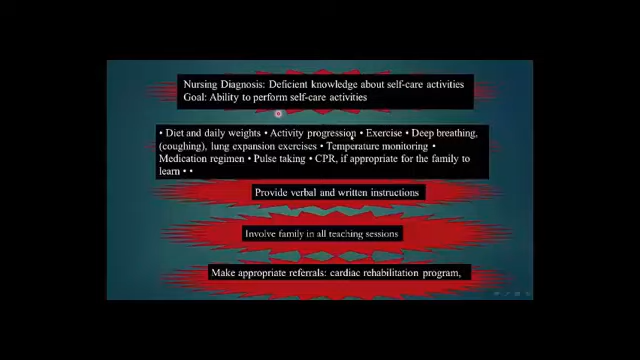 Nursing Diagnosis: Deficient knowledge about self-care activities
Goal: Ability to perform self-care activities
• Diet and daily weights • Activity progression • Exercise • Deep breathing,
(coughing), lung expansion exercises • Temperature monitoring •
Medication regimen • Pulse taking • CPR, if appropriate for the family to
learn • •
Provide verbal and written instructions
Involve family in all teaching sessions
Make appropriate referrals: cardiac rehabilitation program,